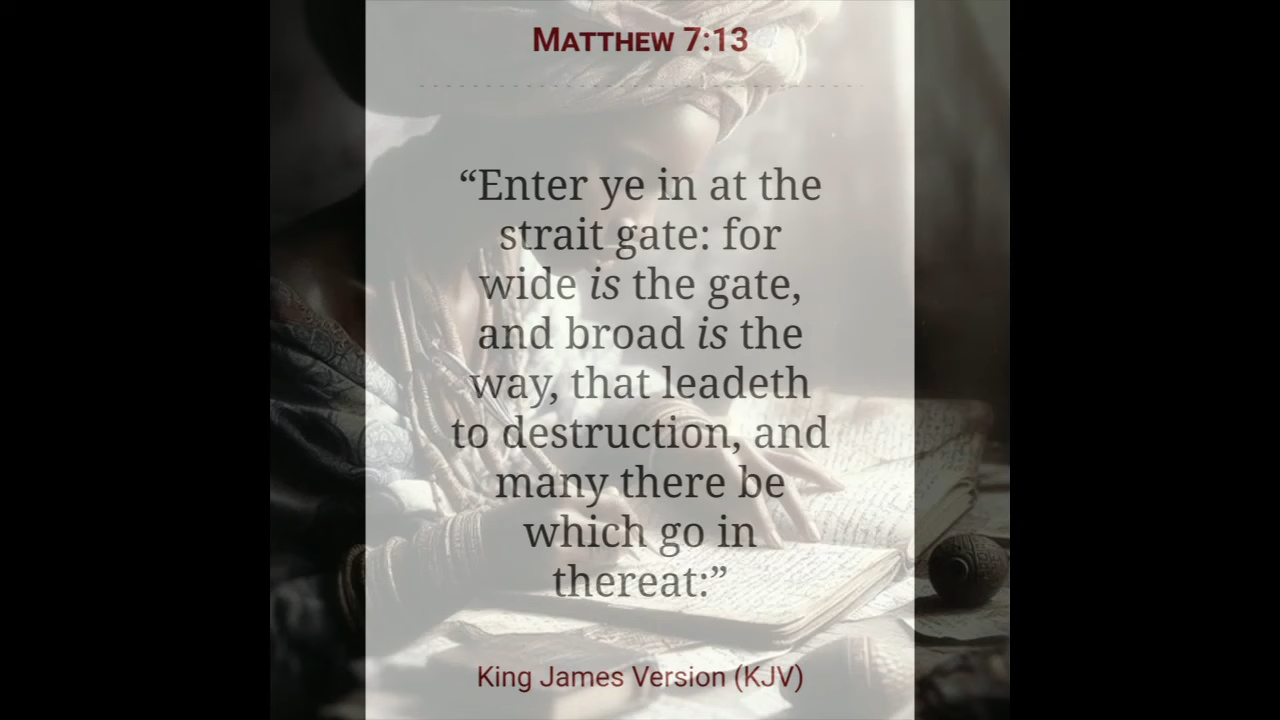 Matthew 7:13
“Enter ye in at the
strait gate: for
wide is the gate,
and broad is the
way, that leadeth
to destruction, and
many there be
which go in
thereat:”
King James Version (KJV)